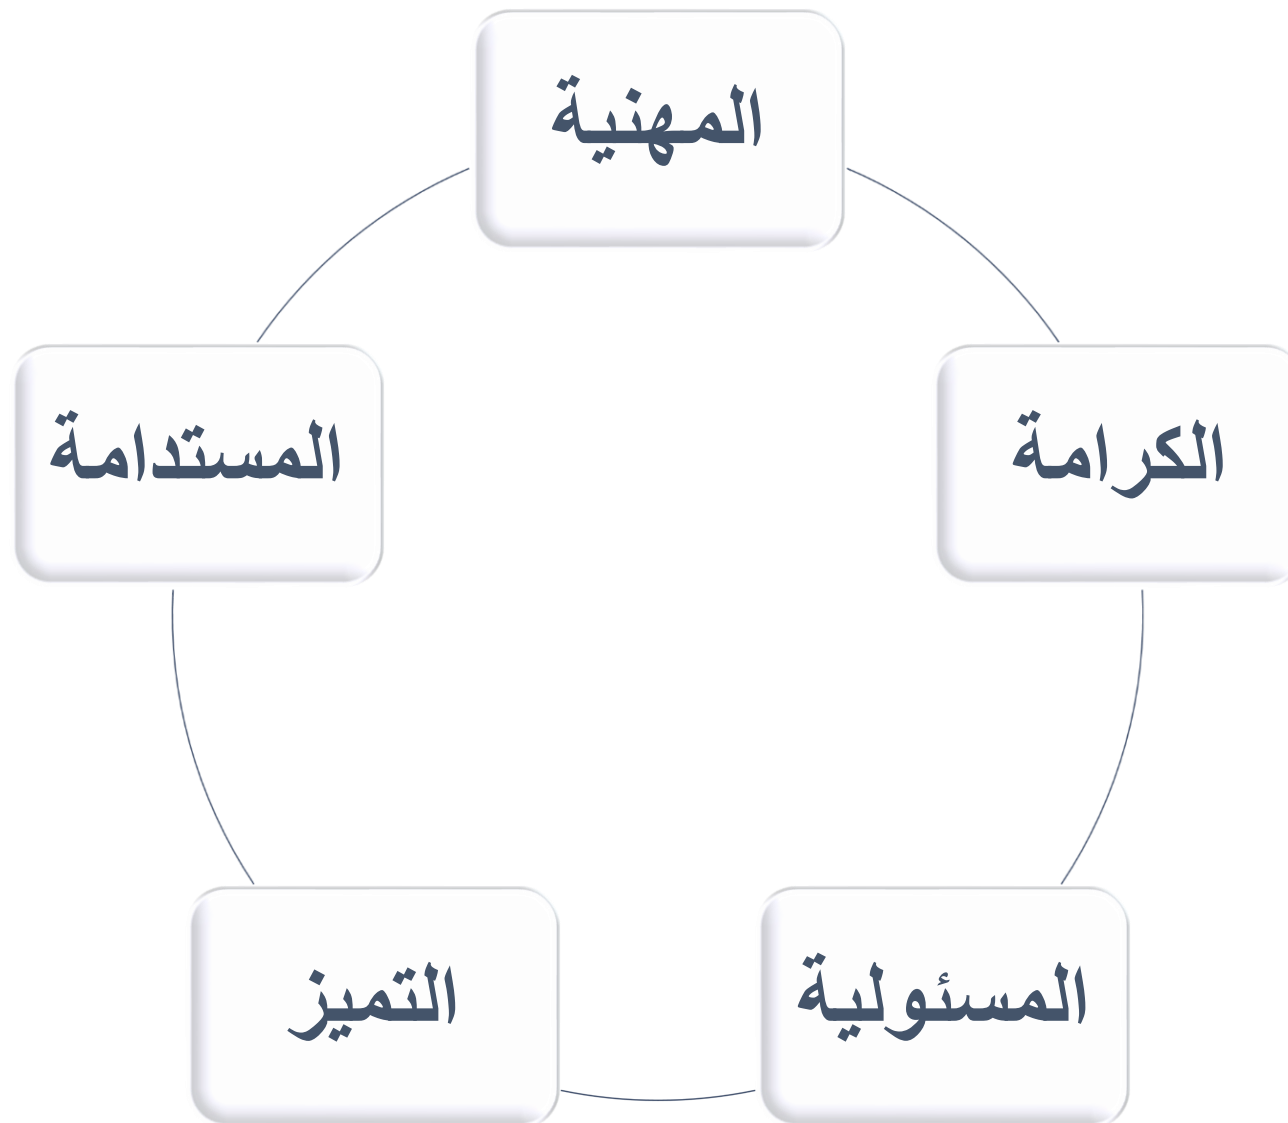 المهنية
الكرامة
المسئولية
التميز
المستدامة